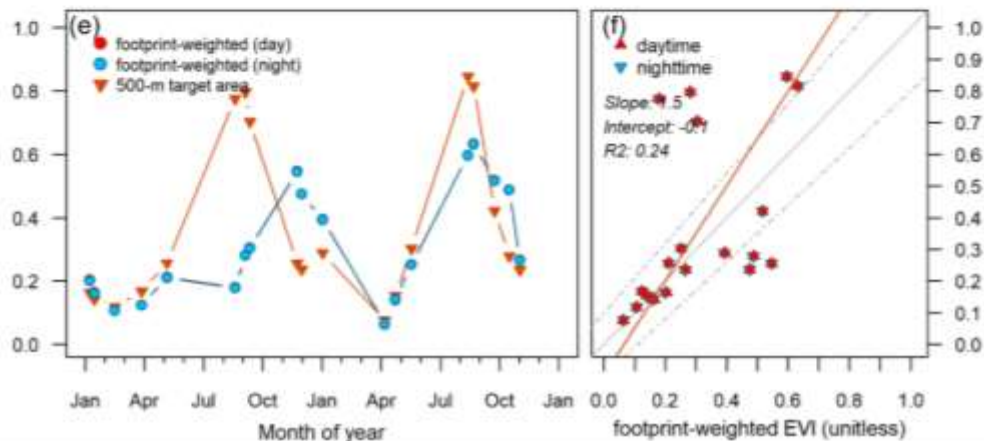 (e)
footprint-weighted (day)
footprint-weighted (night)
500-m target area
1.0
0.8
0.6
0.4
0.2
0.0
Jan Apr Jul Oct Jan Apr Jul Oct Jan
Month of year
(f)
daytime
nighttime
Slope: 1.5
Intercept: -0.1
R2: 0.24
1.0
0.9
0.8
0.7
0.6
0.5
0.4
0.3
0.2
0.1
0.0
0.0 0.2 0.4 0.6 0.8 1.0
footprint-weighted EVI (unitless)